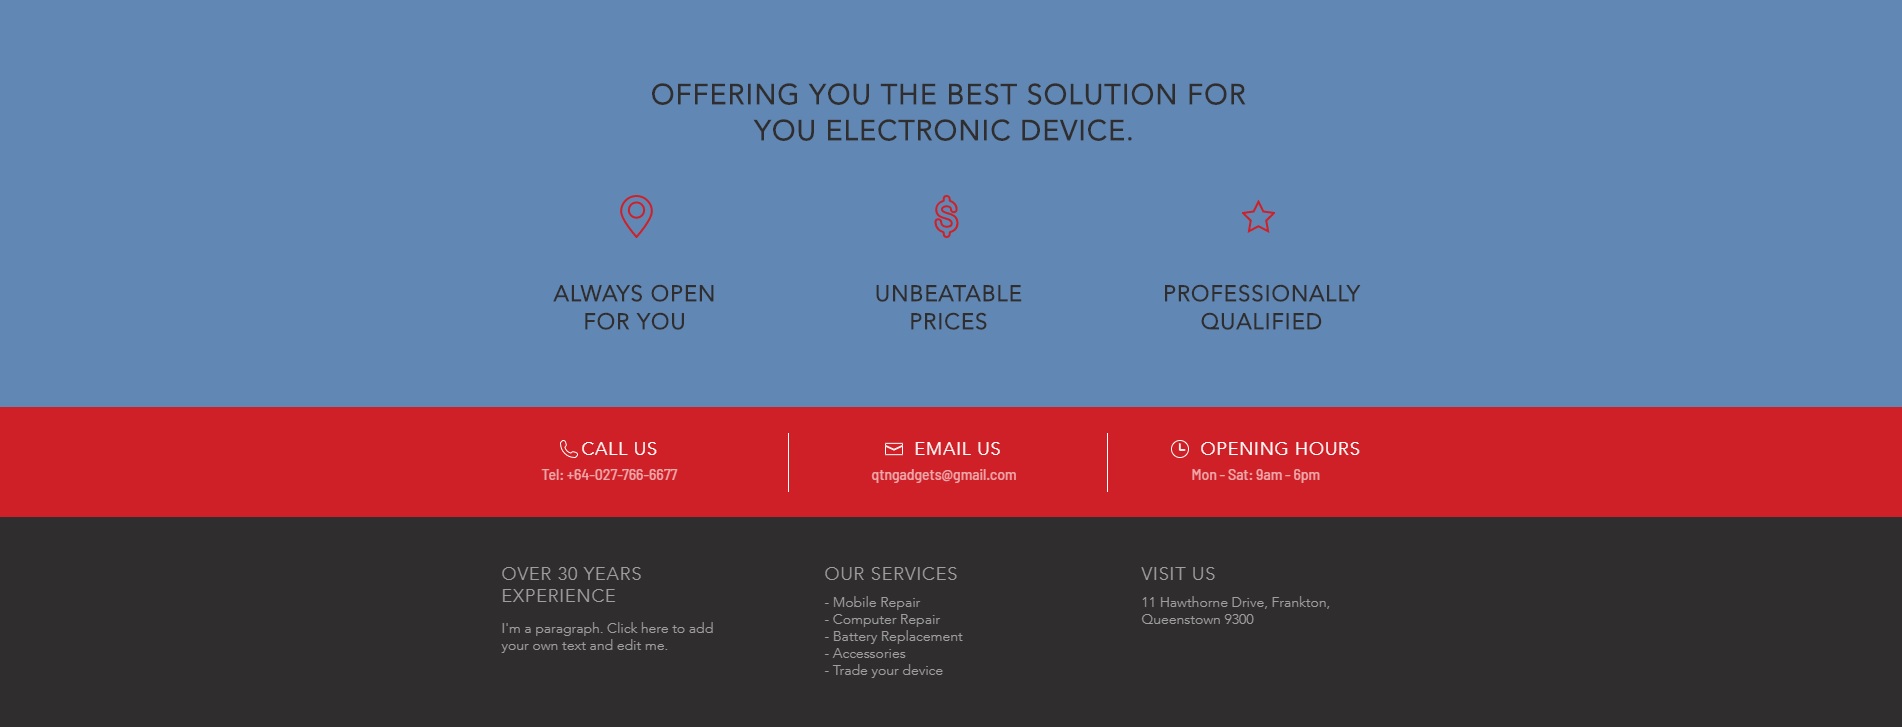 OFFERING YOU THE BEST SOLUTION FOR
YOU ELECTRONIC DEVICE.
ALWAYS OPEN
FOR YOU
UNBEATABLE
PRICES
PROFESSIONALLY
QUALIFIED
CALL US
Tel: +64-027-766-6677
EMAIL US
qtngadgets@gmail.com
OPENING HOURS
Mon - Sat: 9am - 6pm
OVER 30 YEARS
EXPERIENCE
I'm a paragraph. Click here to add
your own text and edit me.
OUR SERVICES
- Mobile Repair
- Computer Repair
- Battery Replacement
- Accessories
- Trade your device
VISIT US
11 Hawthorne Drive, Frankton,
Queenstown 9300